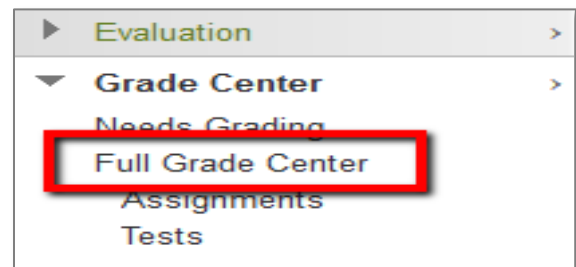 Evaluation
Grade Center
Needs Grading
Full Grade Center
Assignments
Tests